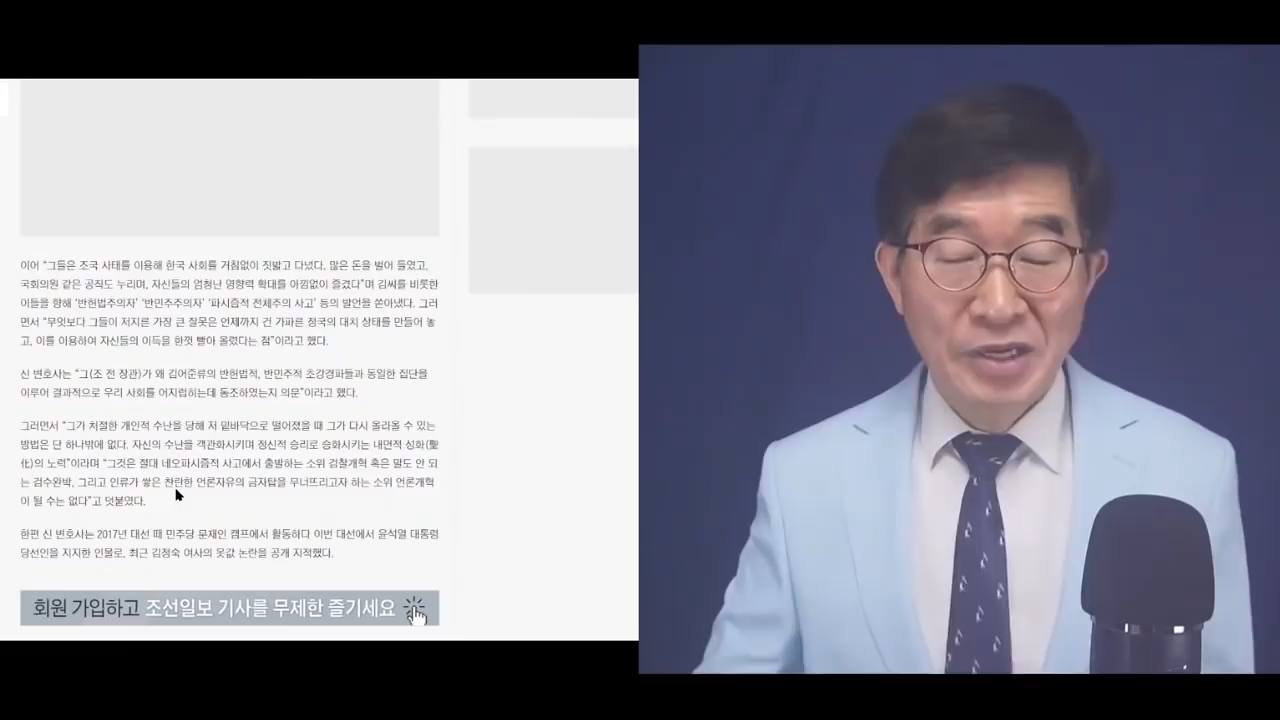 이어 “그들은 조국 사태를 이용해 한국 사회를 거침없이 짓밟고 다녔다. 많은 돈을 벌어 들였고,
국회의원 같은 공직도 누리며, 자신들의 엄청난 영향력 확대를 아낌없이 즐겼다”며 김씨를 비롯한
이들을 향해 ‘반헌법주의자’ ‘반민주주의자’ ‘파시즘적 전체주의 사고’ 등의 발언을 쏟아냈다. 그러
면서 “무엇보다 그들이 저지른 가장 큰 잘못은 언제까지 건 가파른 정국의 대치 상태를 만들어 놓
고, 이를 이용하여 자신들의 이득을 한껏 빨아 올렸다는 점”이라고 했다.
신 변호사는 “그(조 전 장관)가 왜 김어준류의 반헌법적, 반민주적 초강경파들과 동일한 집단을
이루어 결과적으로 우리 사회를 어지럽히는데 동조하였는지 의문”이라고 했다.
그러면서 “그가 처절한 개인적 수난을 당해 저 밑바닥으로 떨어졌을 때 그가 다시 올라올 수 있는
방법은 단 하나밖에 없다. 자신의 수난을 객관화시키며 정신적 승리로 승화시키는 내면적 성화(聖
化)의 노력”이라며 “그것은 절대 네오파시즘적 사고에서 출발하는 소위 검찰개혁 혹은 말도 안 되
는 검수완박, 그리고 인류가 쌓은 찬란한 언론자유의 금자탑을 무너뜨리고자 하는 소위 언론개혁
이 될 수는 없다”고 덧붙였다.
한편 신 변호사는 2017년 대선 때 민주당 문재인 캠프에서 활동하다 이번 대선에서 윤석열 대통령
당선인을 지지한 인물로, 최근 김정숙 여사의 옷값 논란을 공개 지적했다.
회원 가입하고 조선일보 기사를 무제한 즐기세요